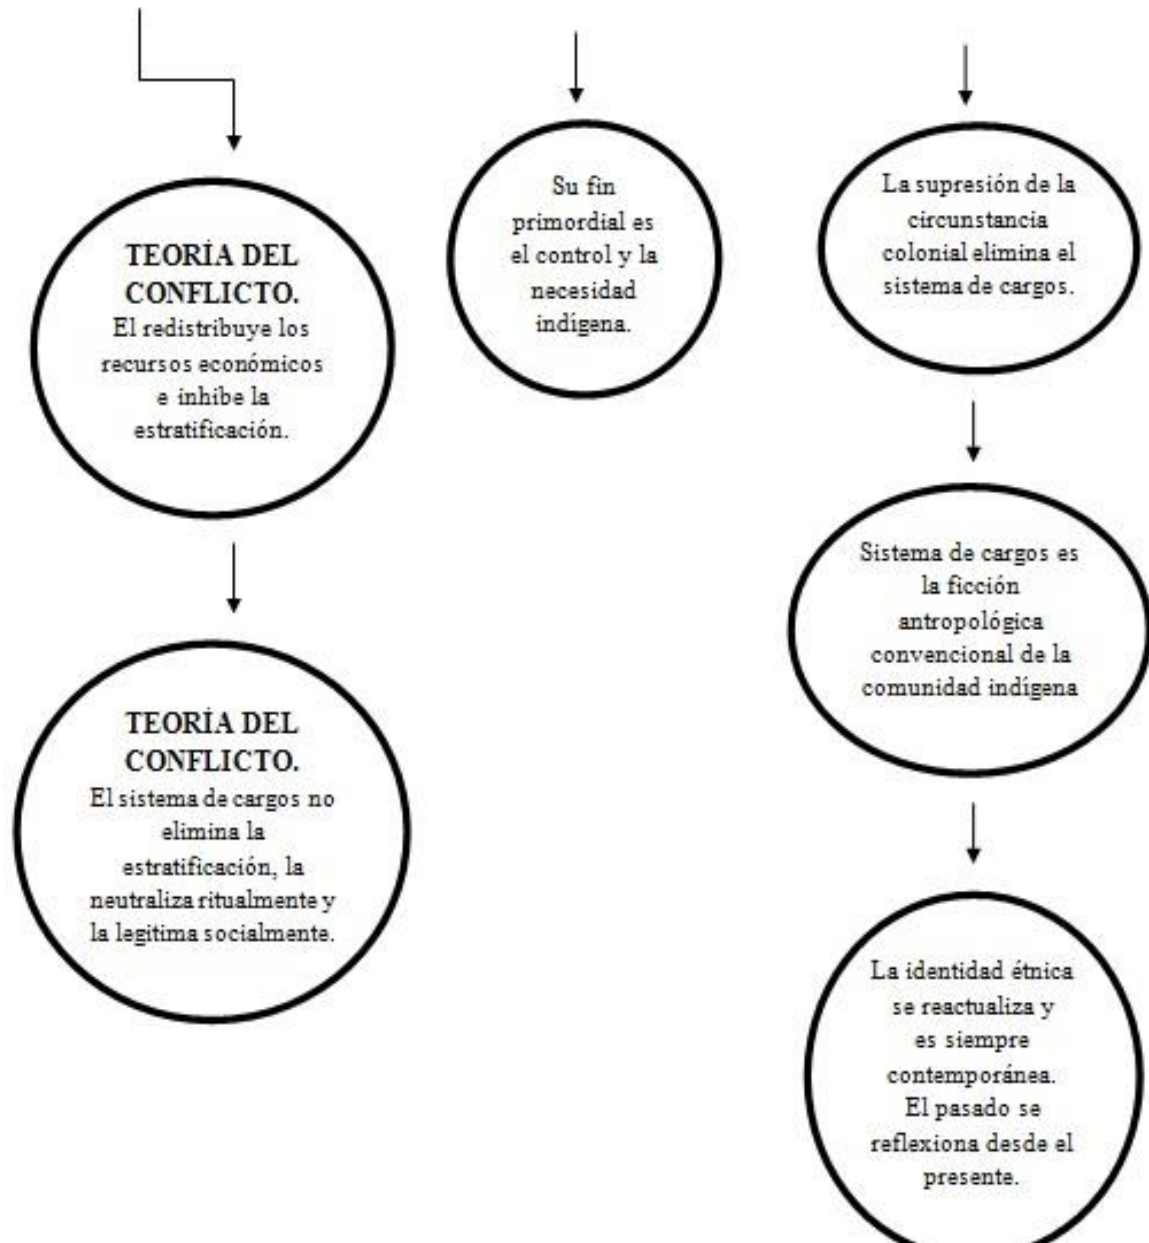 TEORÍA DEL
CONFLICTO.
El redistribuye los
recursos económicos
e inhibe la
estratificación.
TEORÍA DEL
CONFLICTO.
El sistema de cargos no
elimina la
estratificación, la
neutraliza ritualmente y
la legitima socialmente.
Su fin
primordial es
el control y la
necesidad
indígena.
La supresión de la
circunstancia
colonial elimina el
sistema de cargos.
Sistema de cargos es
la ficción
antropológica
convencional de la
comunidad indígena
La identidad étnica
se reactualiza y
es siempre
contemporánea.
El pasado se
reflexiona desde el
presente.